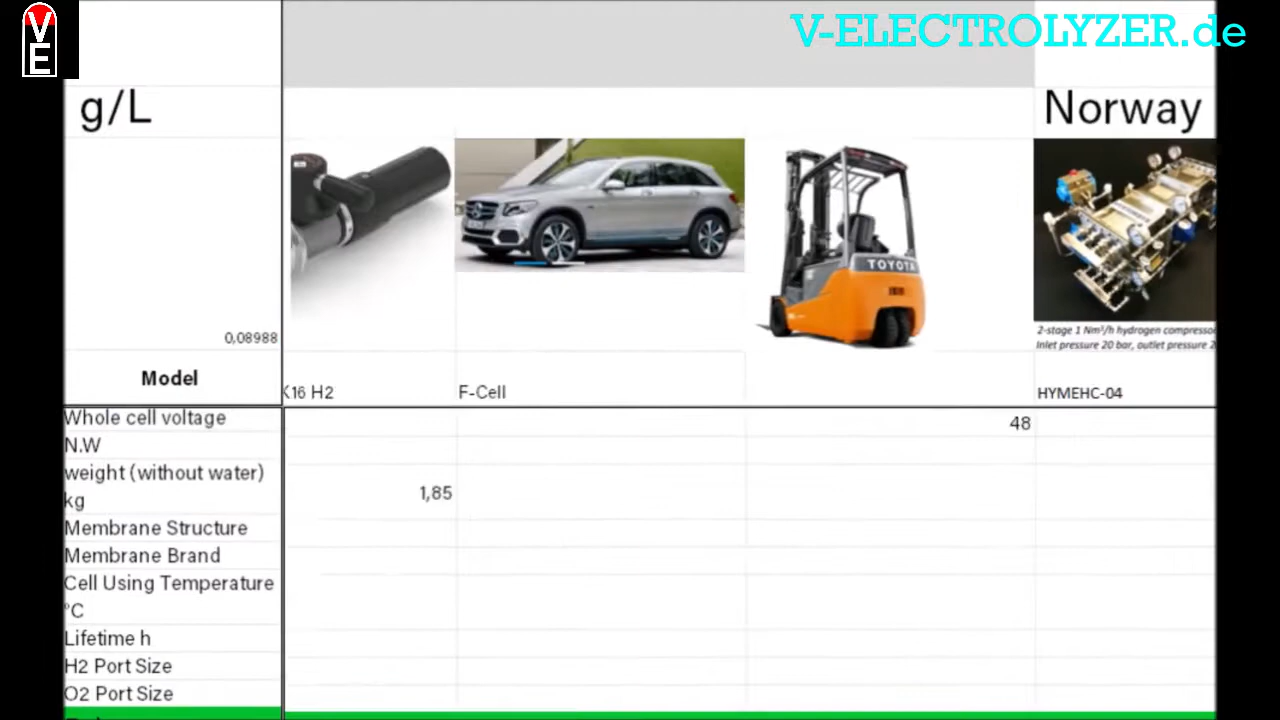 V
E
V-ELECTROLYZER.de
g/L
Norway
TOYOTA
0,08988
2-stage 1 Nm³/h hydrogen compresso
Inlet pressure 20 bar, outlet pressure 2
Model
K16 H2
F-Cell
HYMEHC-04
Whole cell voltage
48
N.W
weight (without water)
kg
1,85
Membrane Structure
Membrane Brand
Cell Using Temperature
°C
Lifetime h
H2 Port Size
O2 Port Size